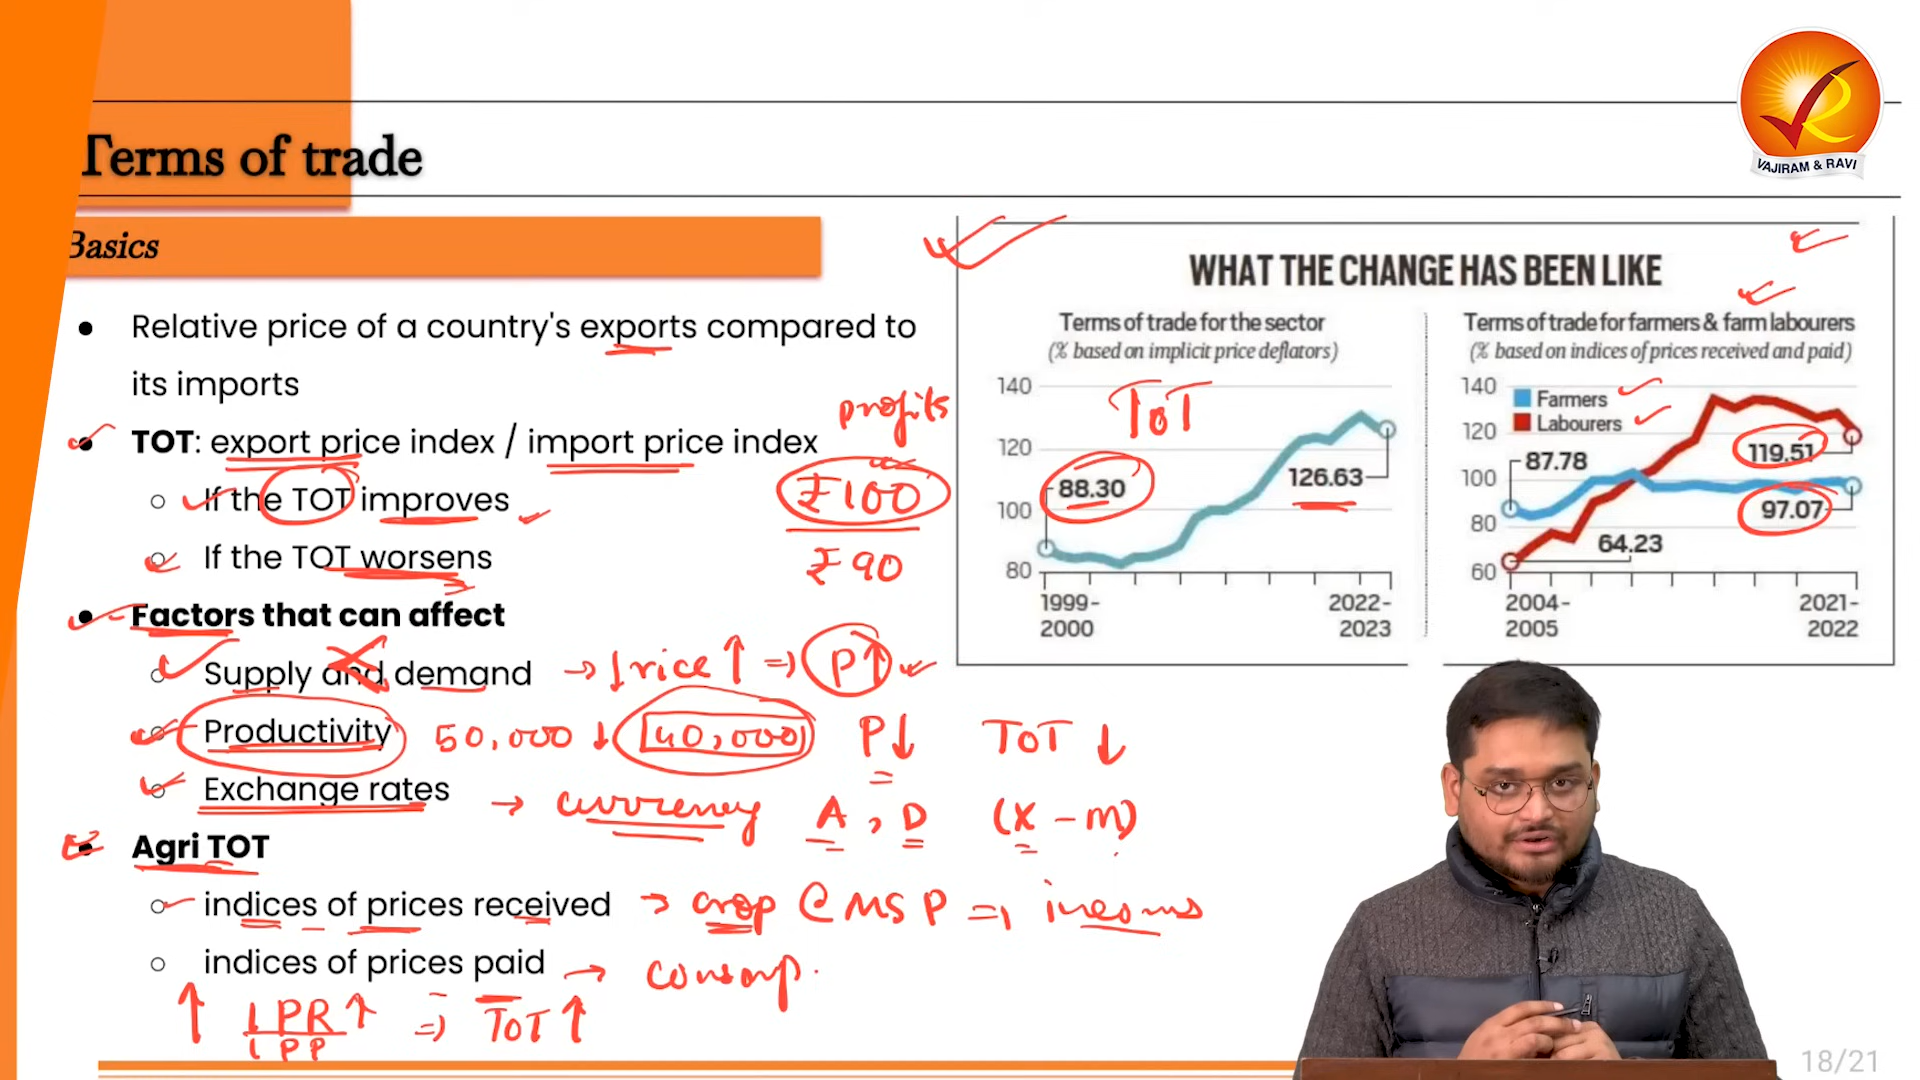 VAJIRAM & RAVI
Terms of trade
Basics
● Relative price of a country's exports compared to
its imports
profits
● TOT: export price index / import price index
○ If the TOT improves
₹100
○ If the TOT worsens
₹90
● Factors that can affect
○ Supply and demand → Price ↑ ⇒ P↑
○ Productivity 50,000 ↓ 40,000 P↓ TOT ↓
○ Exchange rates → currency A, D (X - M)
● Agri TOT
○ indices of prices received → crop @ MSP ⇒ incomes
○ indices of prices paid → consmp.
↑ IPR ↑ ⇒ TOT ↑
IPP
WHAT THE CHANGE HAS BEEN LIKE
Terms of trade for the sector
(% based on implicit price deflators)
140
TOT
120
88.30
126.63
100
80
1999-
2000
2022-
2023
Terms of trade for farmers & farm labourers
(% based on indices of prices received and paid)
140
Farmers
Labourers
120
119.51
87.78
100
97.07
80
64.23
60
2004-
2005
2021-
2022
18/21